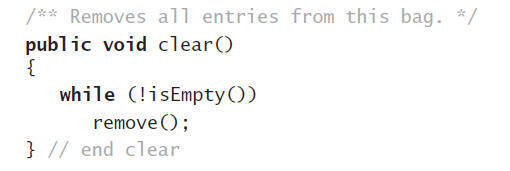 /** Removes all entries from this bag. */
public void clear()
{
while (!isEmpty())
remove();
} // end clear